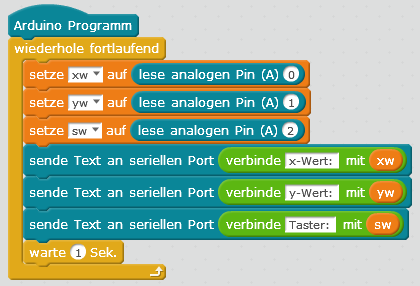 Arduino Programm
wiederhole fortlaufend
setze xw auf lese analogen Pin (A) 0
setze yw auf lese analogen Pin (A) 1
setze sw auf lese analogen Pin (A) 2
sende Text an seriellen Port verbinde x-Wert: mit xw
sende Text an seriellen Port verbinde y-Wert: mit yw
sende Text an seriellen Port verbinde Taster: mit sw
warte 1 Sek.